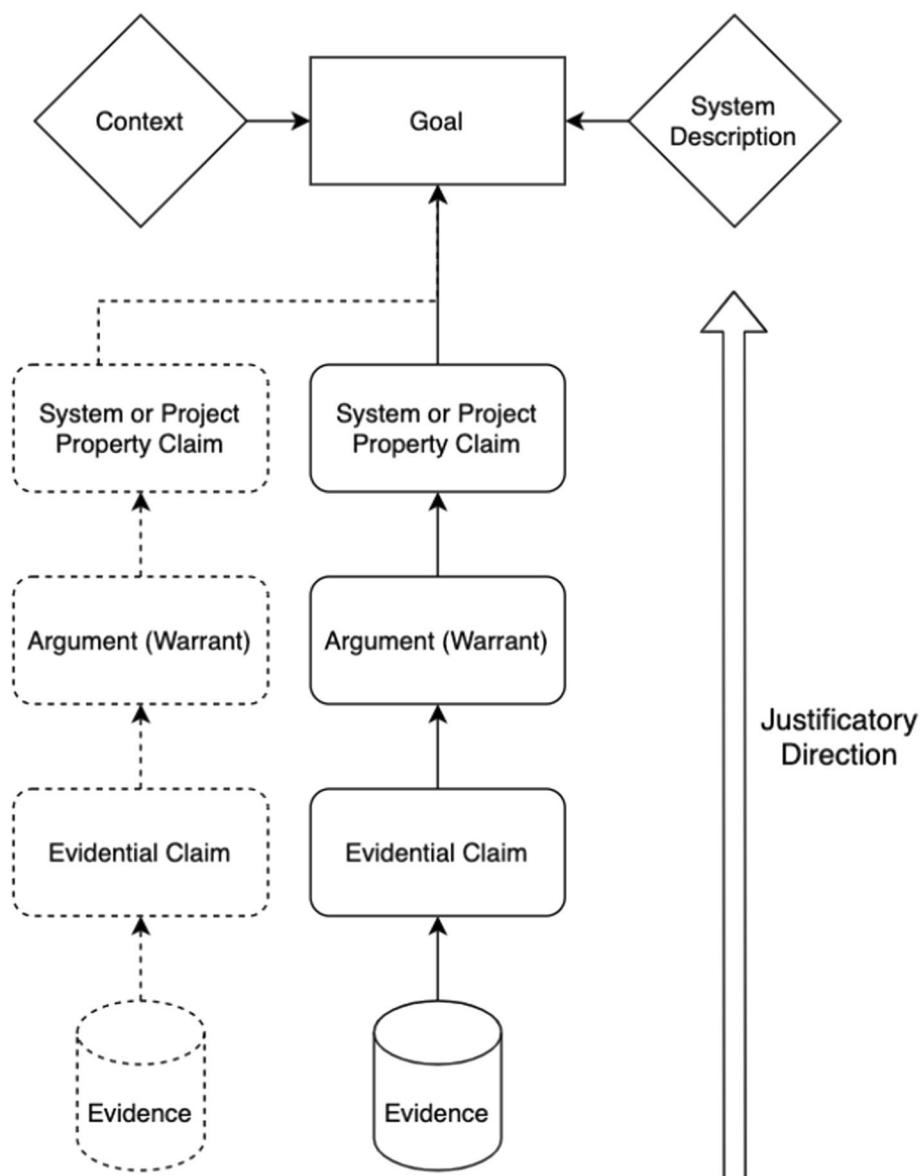 Context
Goal
System
Description
System or Project
Property Claim
System or Project
Property Claim
Argument (Warrant)
Argument (Warrant)
Justificatory
Direction
Evidential Claim
Evidential Claim
Evidence
Evidence